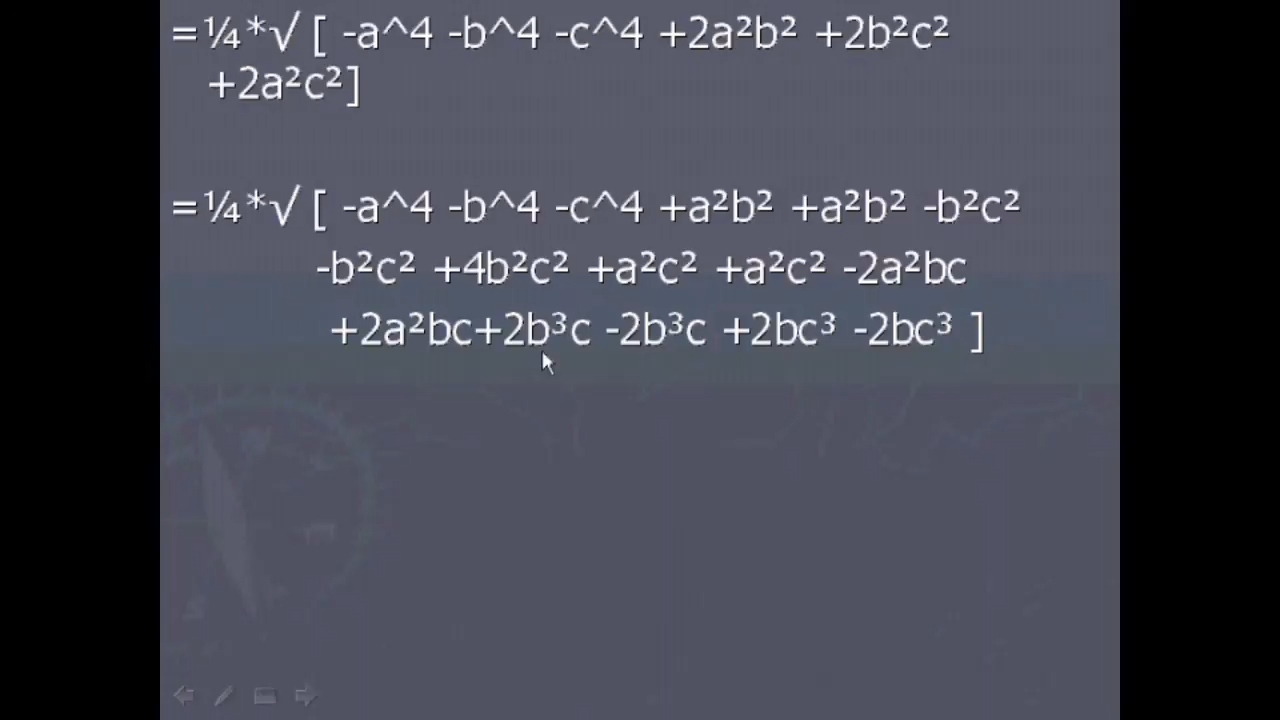 =¼*√ [ -a^4 -b^4 -c^4 +2a²b² +2b²c²
+2a²c²]
=¼*√ [ -a^4 -b^4 -c^4 +a²b² +a²b² -b²c²
-b²c² +4b²c² +a²c² +a²c² -2a²bc
+2a²bc+2b³c -2b³c +2bc³ -2bc³ ]